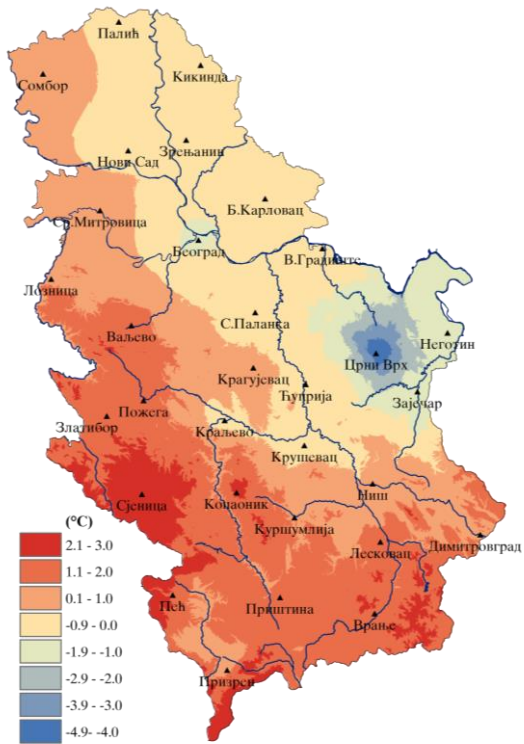 Палић
Кикинда
Сомбор
Зрењанин
Нови Сад
Б.Карловац
Ср.Митровица
Београд
В.Градиште
Лозница
С.Паланка
Ваљево
Неготин
Црни Врх
Крагујевац
Ћуприја
Зајечар
Пожега
Златибор
Краљево
Крушевац
Ниш
Сјеница
Копаоник
Куршумлија
Лесковац
Димитровград
Пећ
Приштина
Врање
Призрен
(°C)
2.1 - 3.0
1.1 - 2.0
0.1 - 1.0
-0.9 - 0.0
-1.9 - -1.0
-2.9 - -2.0
-3.9 - -3.0
-4.9- -4.0